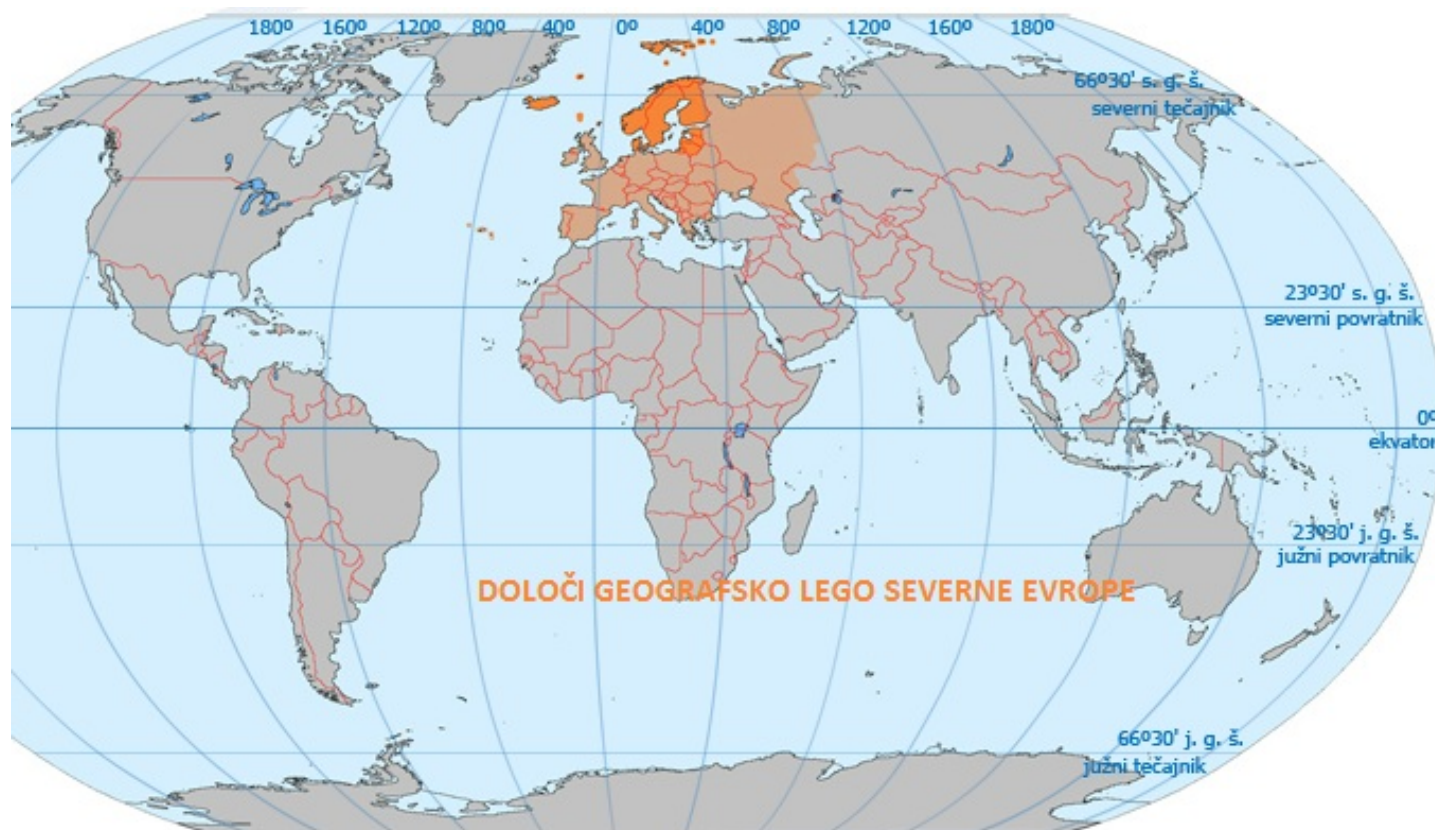 180º 160º 120º 80º 40º 0º 40º 80º 120º 160º 180º
66º30' s. g. š.
severni tečajnik
23º30' s. g. š.
severni povratnik
0º
ekvator
23º30' j. g. š.
južni povratnik
DOLOČI GEOGRAFSKO LEGO SEVERNE EVROPE
66º30' j. g. š.
južni tečajnik